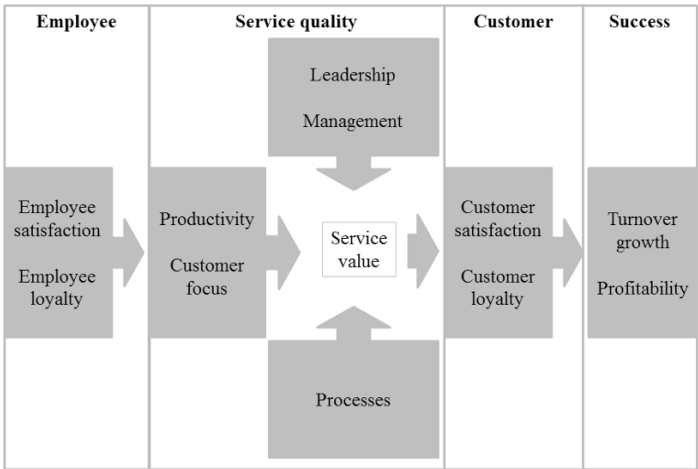 Employee
Service quality
Customer
Success
Leadership
Management
Employee
satisfaction
Employee
loyalty
Productivity
Customer
focus
Service
value
Customer
satisfaction
Customer
loyalty
Turnover
growth
Profitability
Processes